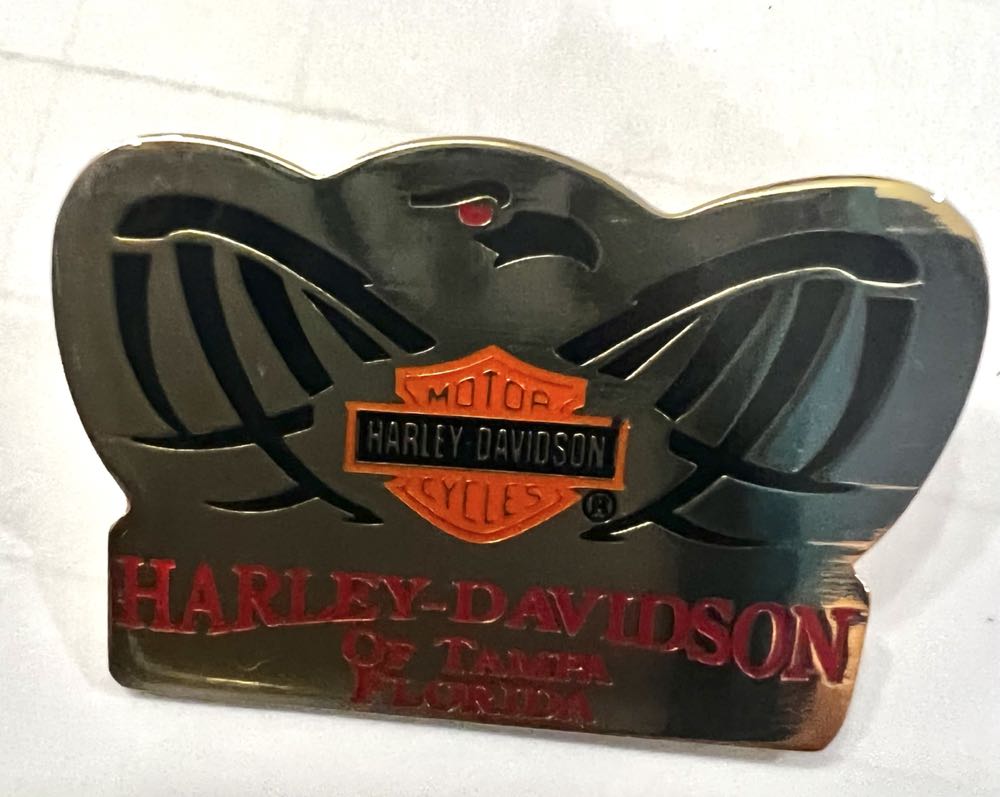 MOTOR
HARLEY-DAVIDSON
CYCLES
®
HARLEY-DAVIDSON
OF TAMPA
FLORIDA